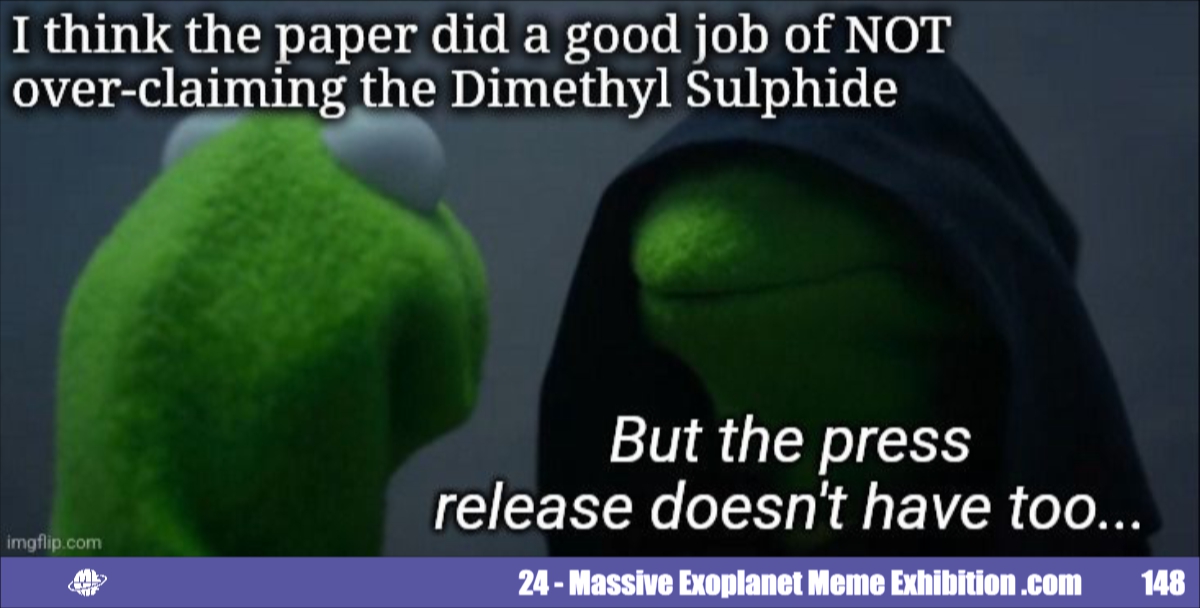 I think the paper did a good job of NOT
over-claiming the Dimethyl Sulphide
But the press
release doesn't have too...
imgflip.com
24 - Massive Exoplanet Meme Exhibition .com 148